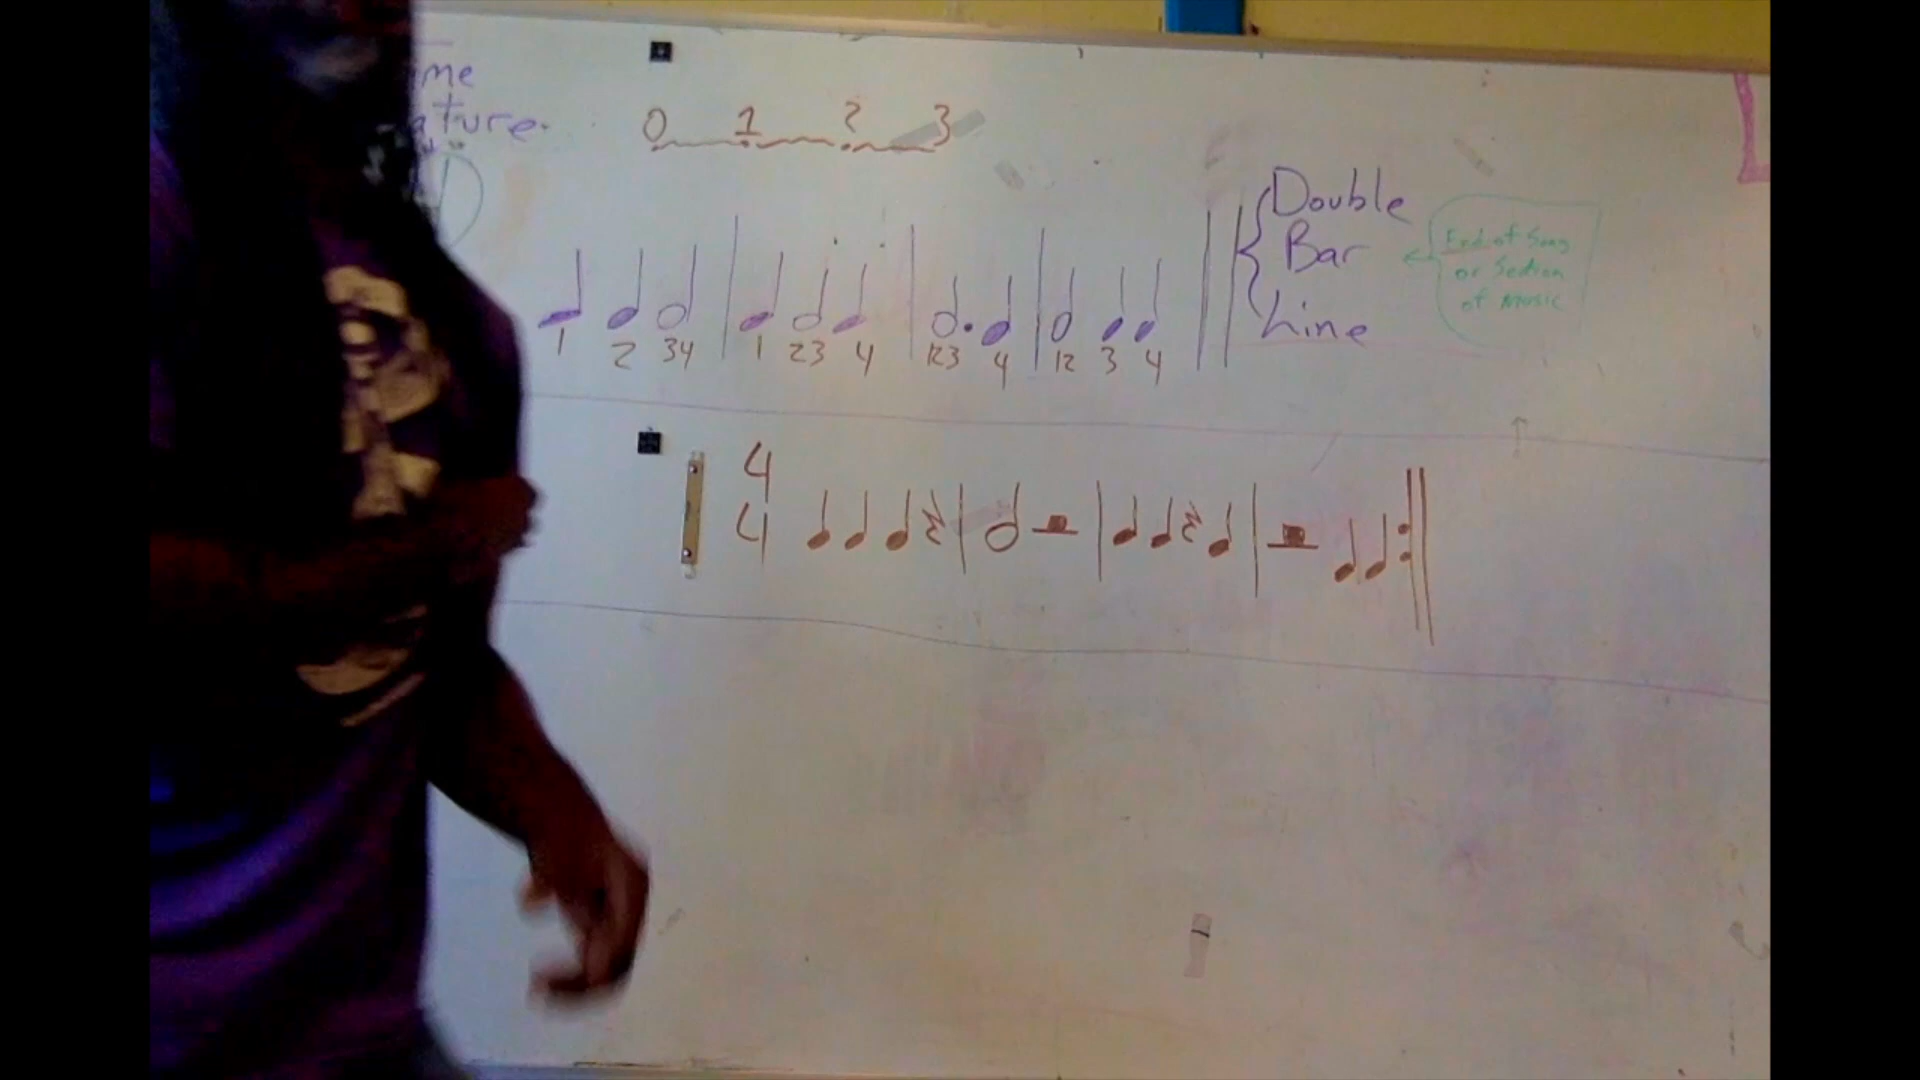 me
ature.
0 1 2 3
Double
Bar
Line
End of Song
or Section
of Music
1 2 34 1 23 4 123 4 12 3 4
4
4